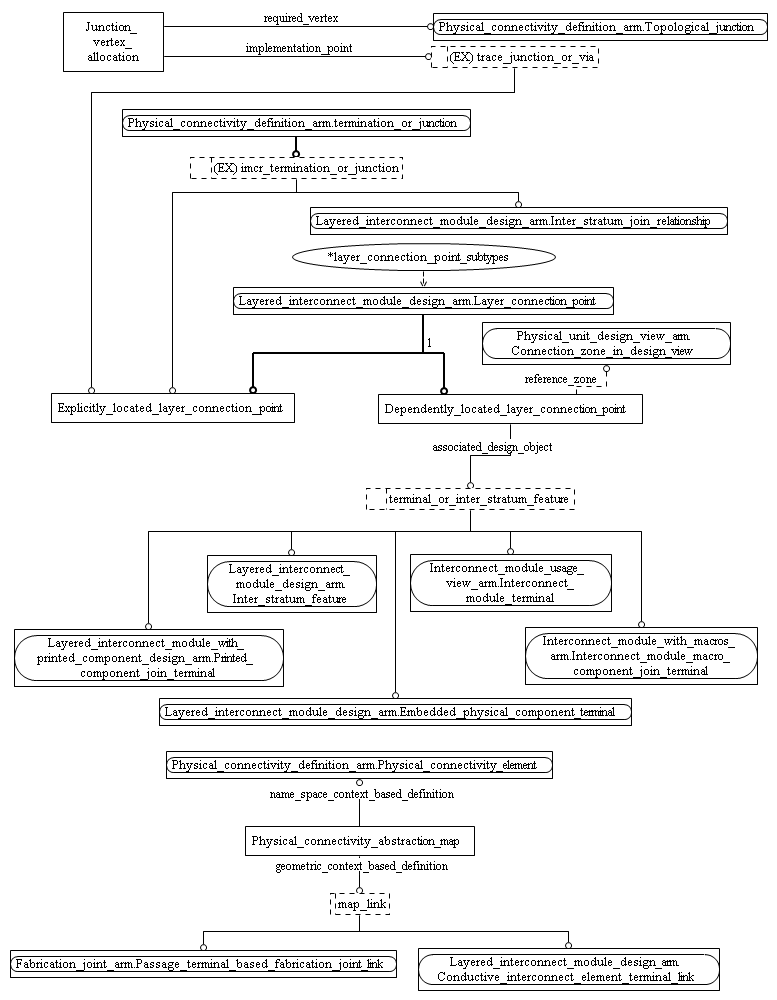 required_vertex
Junction_
vertex_
allocation
Physical_connectivity_definition_arm.Topological_junction
implementation_point
(EX) trace_junction_or_via
Physical_connectivity_definition_arm.termination_or_junction
(EX) imcr_termination_or_junction
Layered_interconnect_module_design_arm.Inter_stratum_join_relationship
*layer_connection_point_subtypes
Layered_interconnect_module_design_arm.Layer_connection_point
1
Physical_unit_design_view_arm.
Connection_zone_in_design_view
reference_zone
Explicitly_located_layer_connection_point
Dependently_located_layer_connection_point
associated_design_object
terminal_or_inter_stratum_feature
Layered_interconnect_
module_design_arm.
Inter_stratum_feature
Interconnect_module_usage_
view_arm.Interconnect_
module_terminal
Layered_interconnect_module_with_
printed_component_design_arm.Printed_
component_join_terminal
Interconnect_module_with_macros_
arm.Interconnect_module_macro_
component_join_terminal
Layered_interconnect_module_design_arm.Embedded_physical_component_terminal
Physical_connectivity_definition_arm.Physical_connectivity_element
name_space_context_based_definition
Physical_connectivity_abstraction_map
geometric_context_based_definition
map_link
Fabrication_joint_arm.Passage_terminal_based_fabrication_joint_link
Layered_interconnect_module_design_arm.
Conductive_interconnect_element_terminal_link